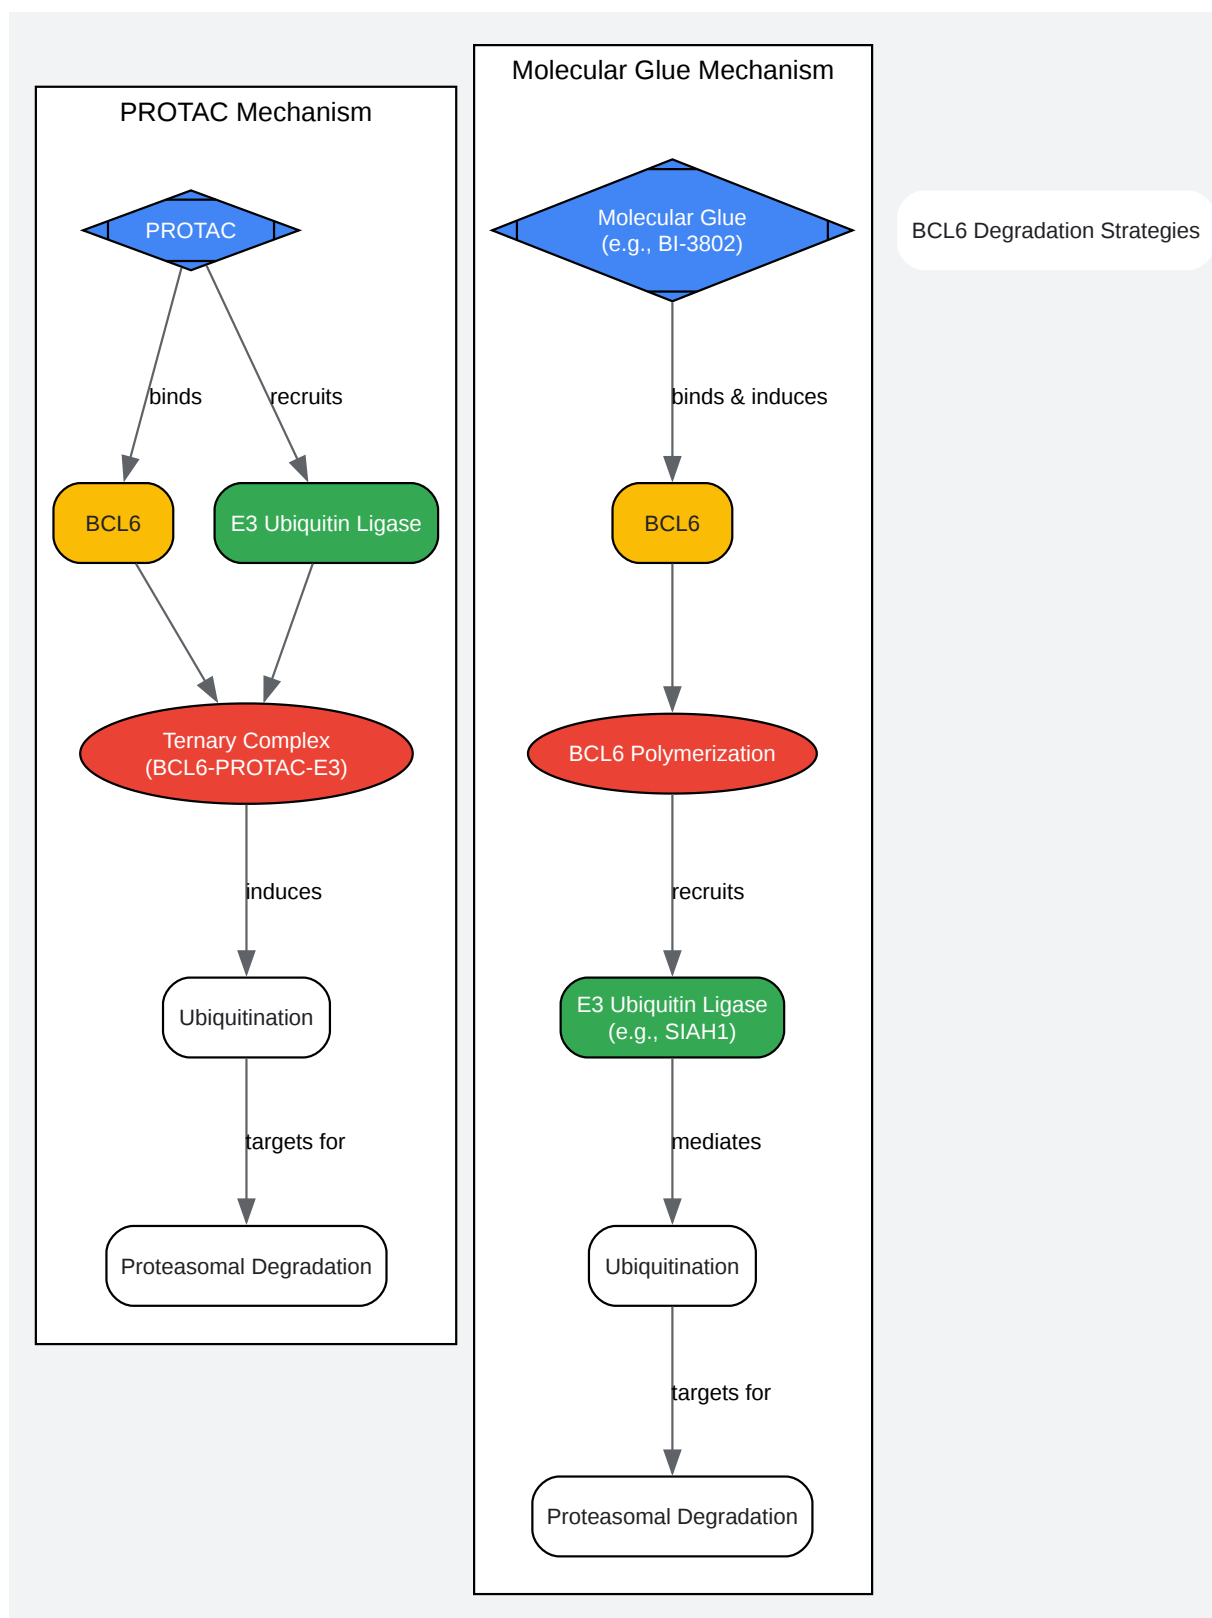 PROTAC Mechanism
PROTAC
binds
recruits
BCL6
E3 Ubiquitin Ligase
Ternary Complex
(BCL6-PROTAC-E3)
induces
Ubiquitination
targets for
Proteasomal Degradation
Molecular Glue Mechanism
Molecular Glue
(e.g., BI-3802)
binds & induces
BCL6
BCL6 Polymerization
recruits
E3 Ubiquitin Ligase
(e.g., SIAH1)
mediates
Ubiquitination
targets for
Proteasomal Degradation
BCL6 Degradation Strategies